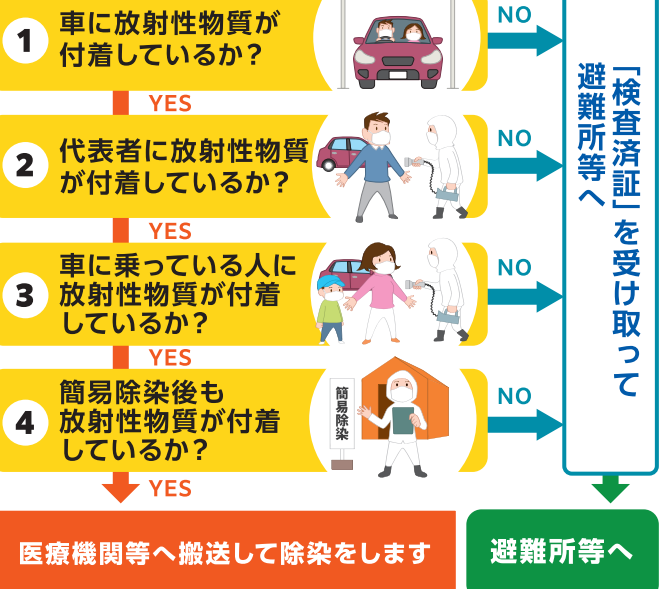 1
車に放射性物質が
付着しているか？
NO
YES
2
代表者に放射性物質
が付着しているか？
NO
YES
3
車に乗っている人に
放射性物質が付着
しているか？
NO
YES
4
簡易除染後も
放射性物質が付着
しているか？
簡易除染
NO
YES
「検査済証」を受け取って
避難所等へ
医療機関等へ搬送して除染をします
避難所等へ